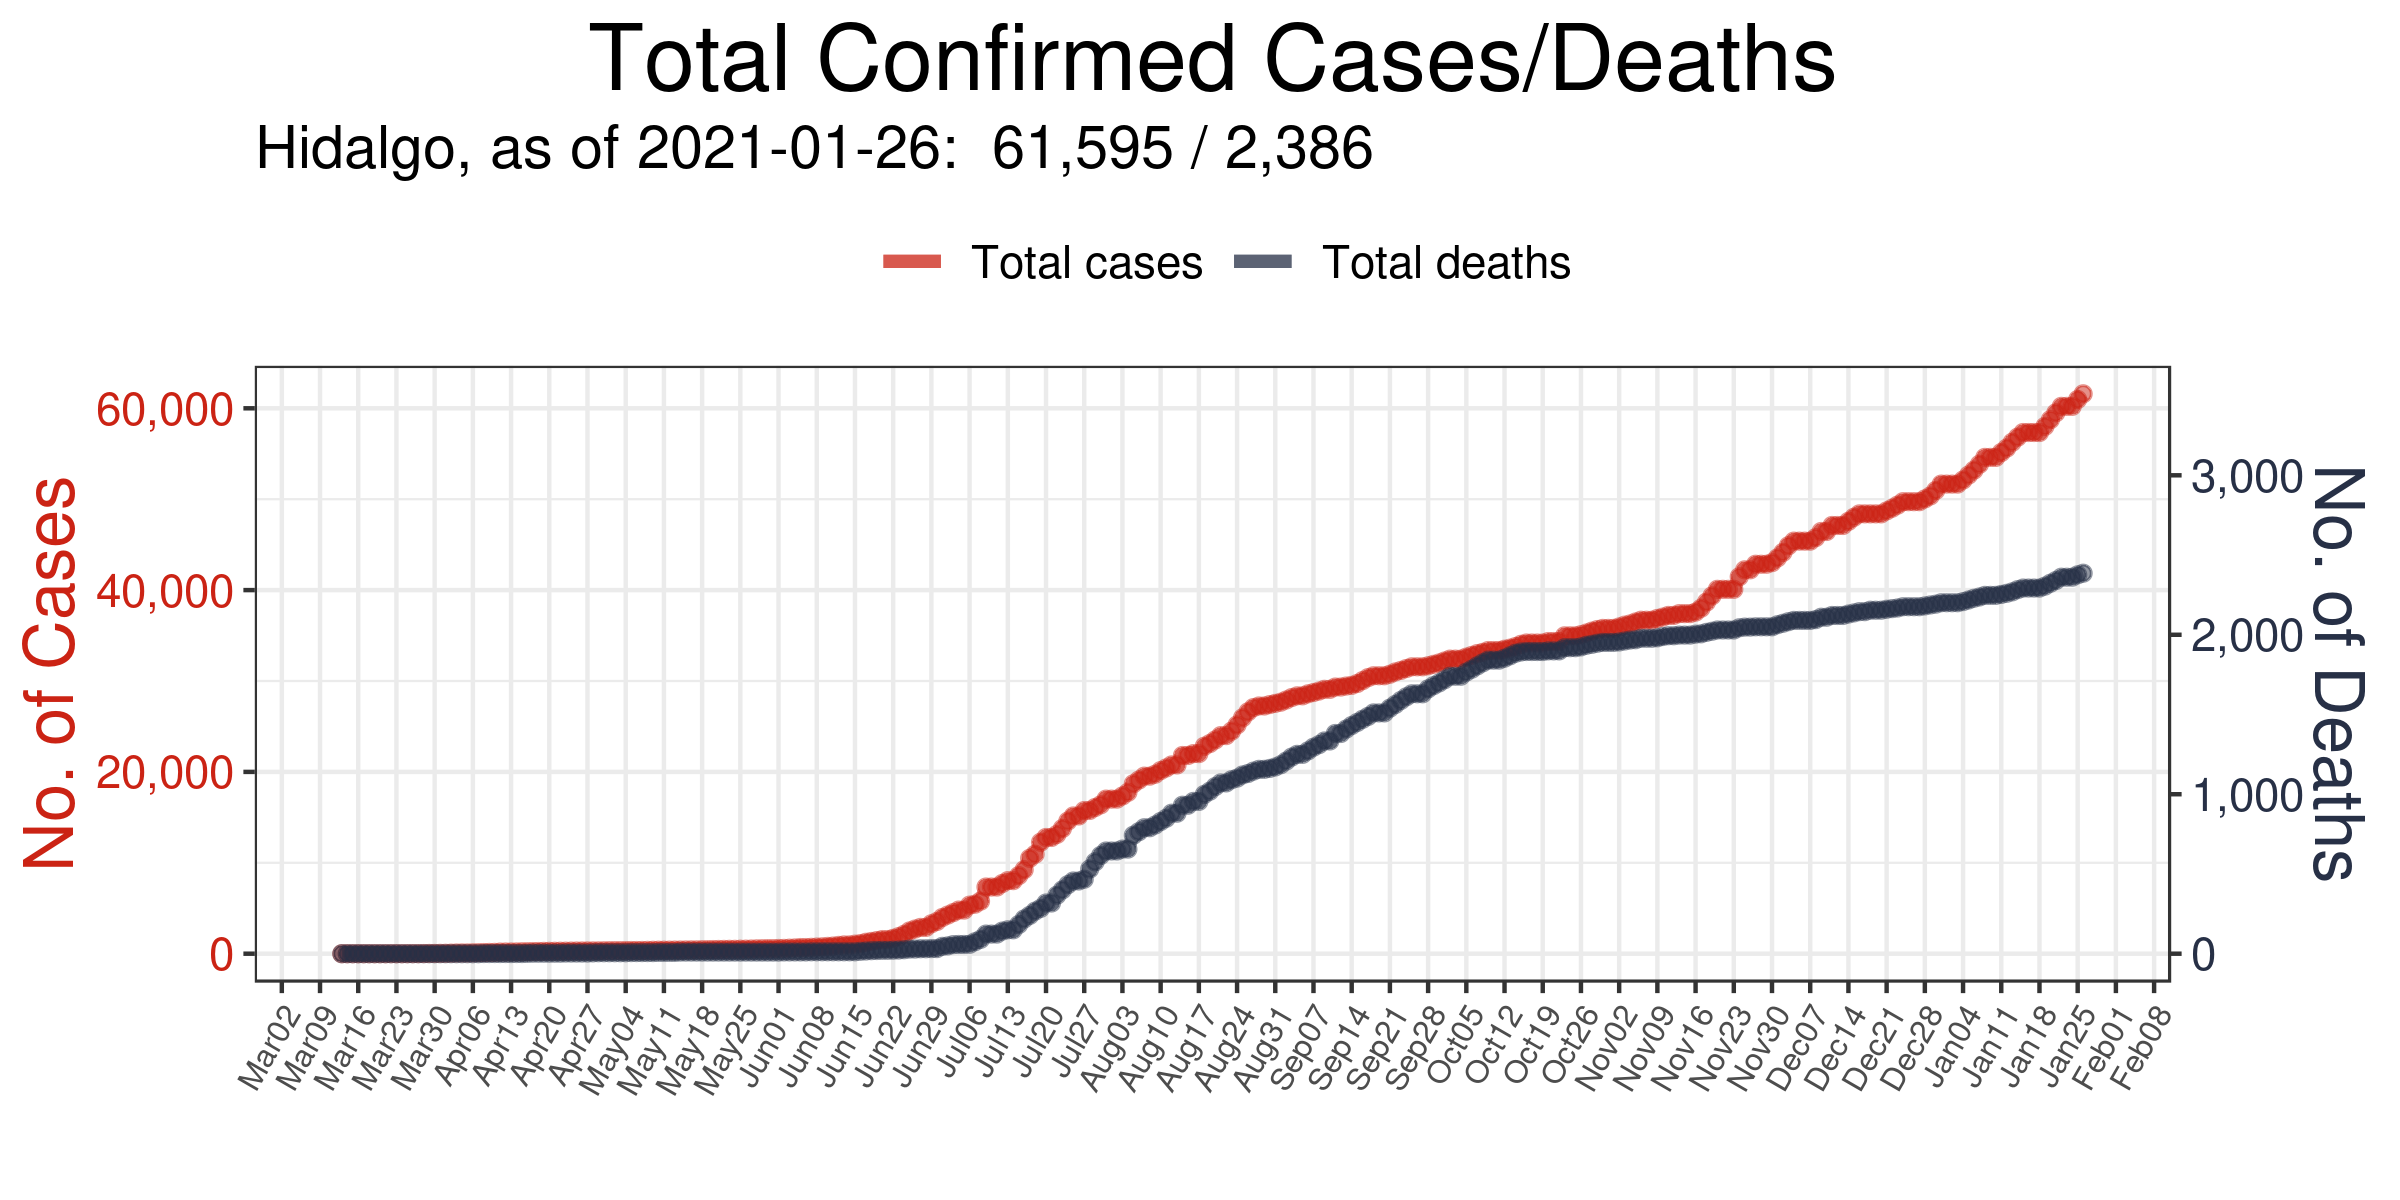 Total Confirmed Cases/Deaths
Hidalgo, as of 2021-01-26:  61,595 / 2,386
Total cases
Total deaths
No. of Cases
60,000
40,000
20,000
0
3,000
2,000
1,000
0
No. of Deaths
Mar02
Mar09
Mar16
Mar23
Mar30
Apr06
Apr13
Apr20
Apr27
May04
May11
May18
May25
Jun01
Jun08
Jun15
Jun22
Jun29
Jul06
Jul13
Jul20
Jul27
Aug03
Aug10
Aug17
Aug24
Aug31
Sep07
Sep14
Sep21
Sep28
Oct05
Oct12
Oct19
Oct26
Nov02
Nov09
Nov16
Nov23
Nov30
Dec07
Dec14
Dec21
Dec28
Jan04
Jan11
Jan18
Jan25
Feb01
Feb08